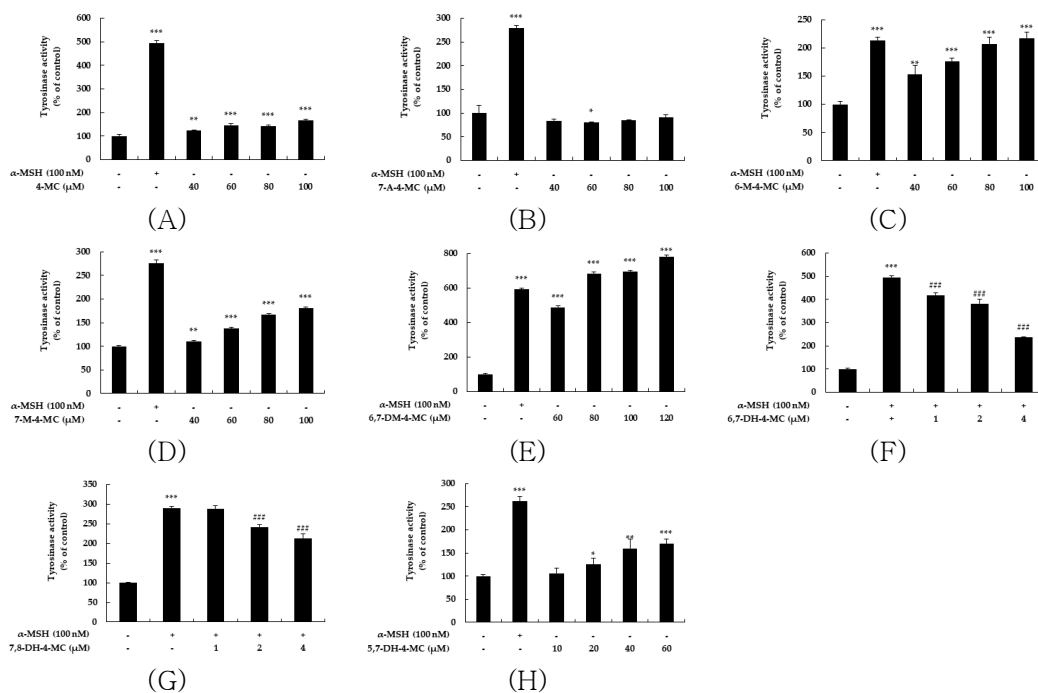 Tyrosinase activity
(% of control)
600
500
400
300
200
100
0
***
**
***
***
***
α-MSH (100 nM) - + - - - -
4-MC (μM) - - 40 60 80 100
(A)
Tyrosinase activity
(% of control)
300
250
200
150
100
50
0
***
*
α-MSH (100 nM) - + - - - -
7-A-4-MC (μM) - - 40 60 80 100
(B)
Tyrosinase activity
(% of control)
250
200
150
100
50
0
***
**
***
***
***
α-MSH (100 nM) - + - - - -
6-M-4-MC (μM) - - 40 60 80 100
(C)
Tyrosinase activity
(% of control)
300
250
200
150
100
50
0
***
**
***
***
***
α-MSH (100 nM) - + - - - -
7-M-4-MC (μM) - - 40 60 80 100
(D)
Tyrosinase activity
(% of control)
800
600
400
200
0
***
***
***
***
***
α-MSH (100 nM) - + - - - -
6,7-DM-4-MC (μM) - - 60 80 100 120
(E)
Tyrosinase activity
(% of control)
600
500
400
300
200
100
0
***
###
###
###
α-MSH (100 nM) - + + + +
6,7-DH-4-MC (μM) - + 1 2 4
(F)
Tyrosinase activity
(% of control)
350
300
250
200
150
100
50
0
***
###
###
α-MSH (100 nM) - + + + +
7,8-DH-4-MC (μM) - - 1 2 4
(G)
Tyrosinase activity
(% of control)
300
250
200
150
100
50
0
***
*
**
***
α-MSH (100 nM) - + - - - -
5,7-DH-4-MC (μM) - - 10 20 40 60
(H)